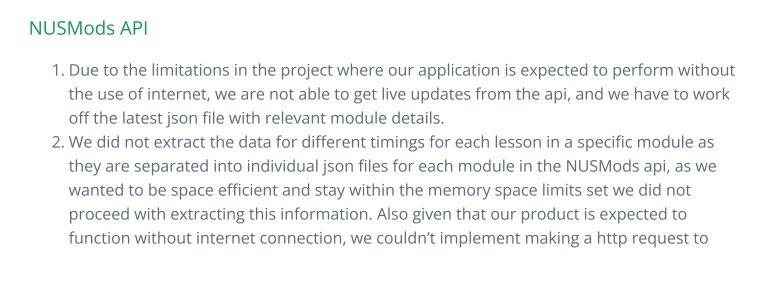 NUSMods API
1. Due to the limitations in the project where our application is expected to perform without
the use of internet, we are not able to get live updates from the api, and we have to work
off the latest json file with relevant module details.
2. We did not extract the data for different timings for each lesson in a specific module as
they are separated into individual json files for each module in the NUSMods api, as we
wanted to be space efficient and stay within the memory space limits set we did not
proceed with extracting this information. Also given that our product is expected to
function without internet connection, we couldn’t implement making a http request to